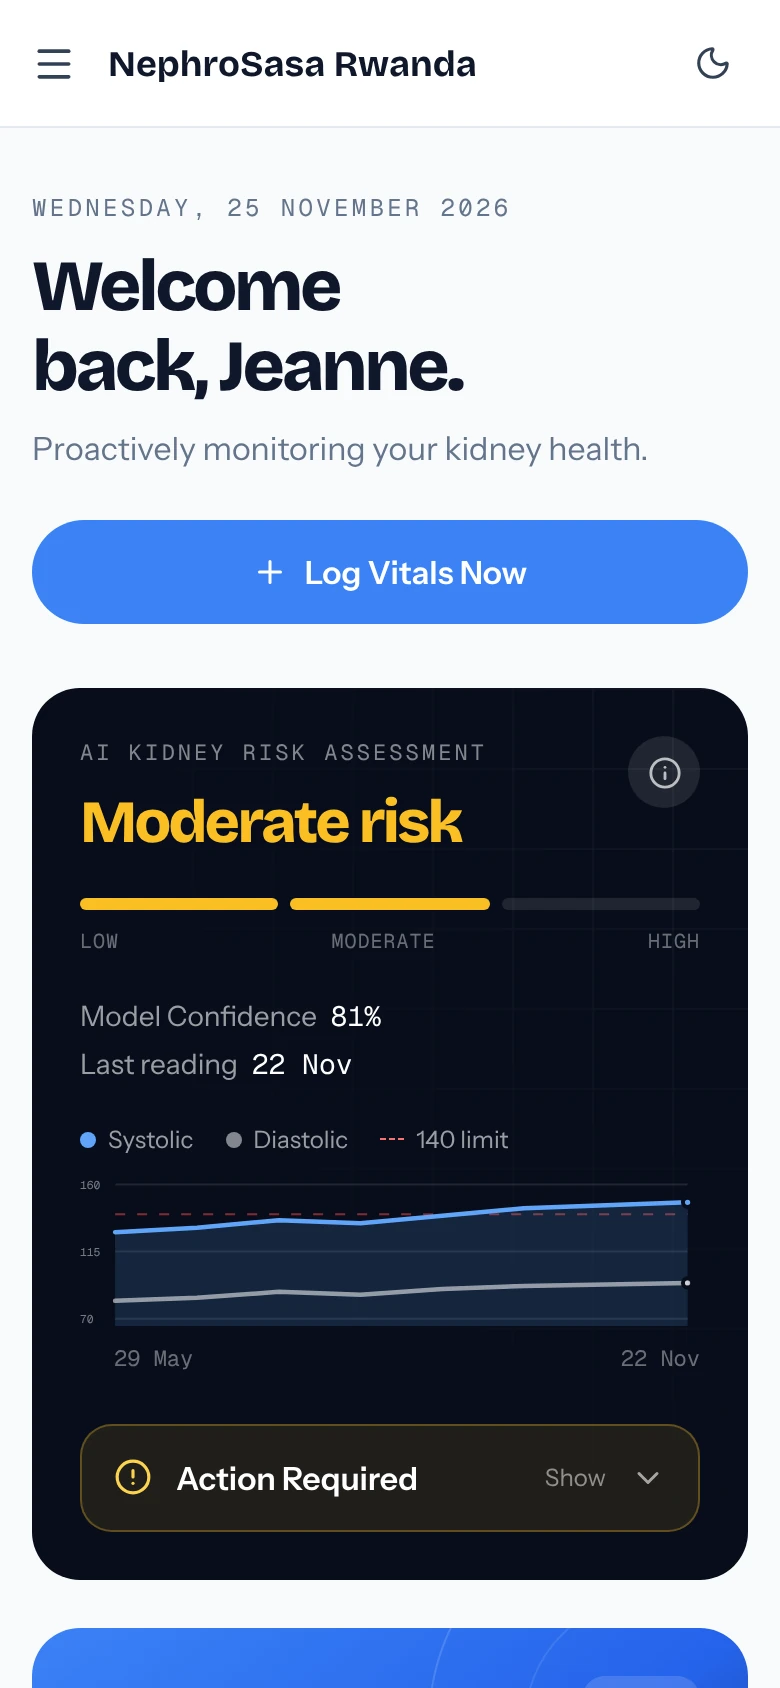 NephroSasa Rwanda
WEDNESDAY, 25 NOVEMBER 2026
Welcome
back, Jeanne.
Proactively monitoring your kidney health.
Log Vitals Now
AI KIDNEY RISK ASSESSMENT
Moderate risk
LOW MODERATE HIGH
Model Confidence 81%
Last reading 22 Nov
Systolic Diastolic 140 limit
160
115
70
29 May 22 Nov
Action Required Show